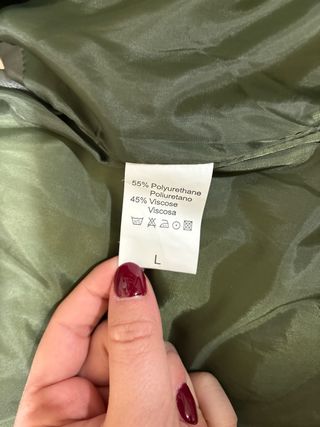 55% Polyurethane
Poliuretano
45% Viscose
Viscosa
L